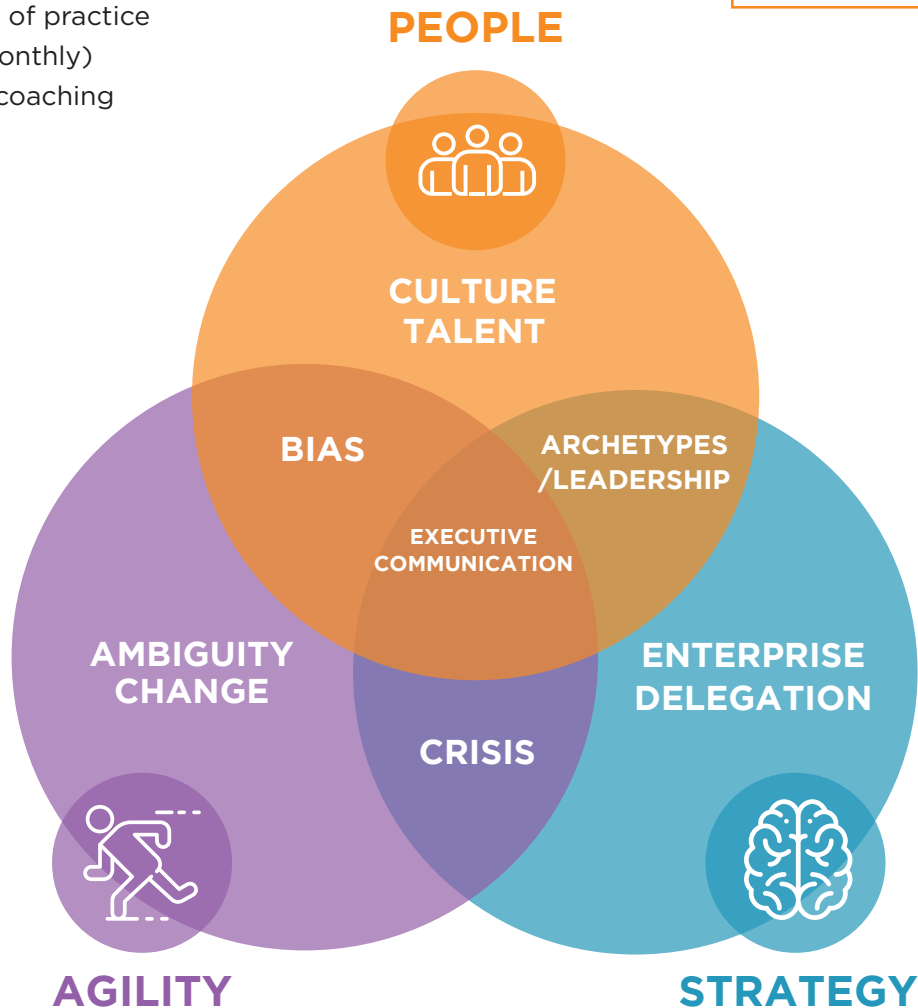 of practice
onthly)
coaching
PEOPLE
CULTURE
TALENT
BIAS
ARCHETYPES
/LEADERSHIP
EXECUTIVE
COMMUNICATION
AMBIGUITY
CHANGE
ENTERPRISE
DELEGATION
CRISIS
AGILITY
STRATEGY